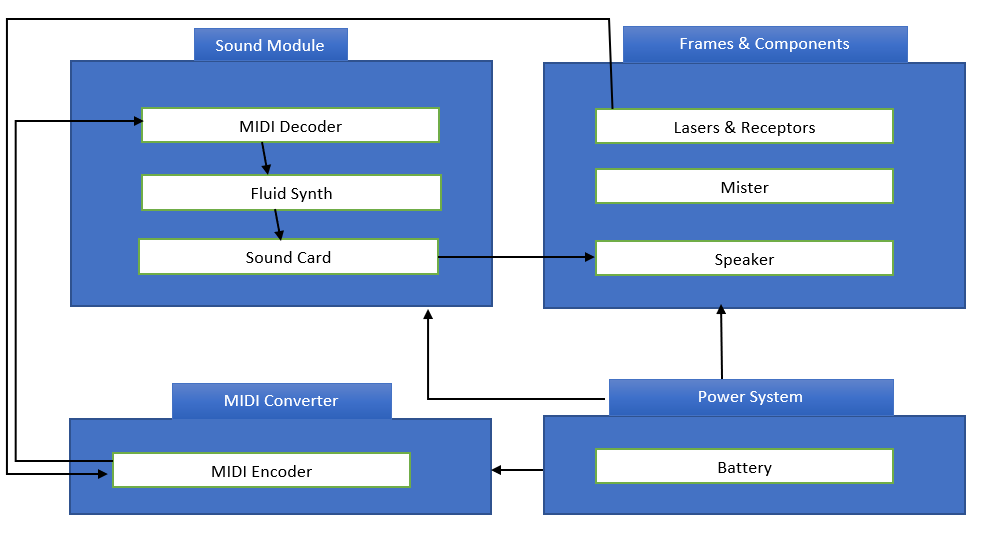 Sound Module
MIDI Decoder
Fluid Synth
Sound Card
Frames & Components
Lasers & Receptors
Mister
Speaker
MIDI Converter
MIDI Encoder
Power System
Battery